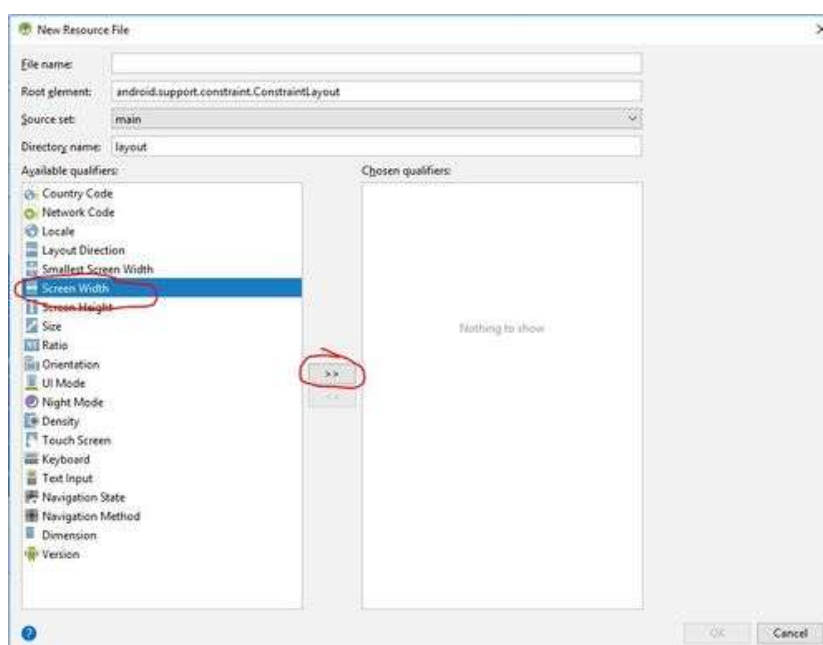 New Resource File
File name:
Root element: android.support.constraint.ConstraintLayout
Source set: main
Directory name: layout
Available qualifiers:
Chosen qualifiers:
Country Code
Network Code
Locale
Layout Direction
Smallest Screen Width
Screen Width
Screen Height
Size
Ratio
Orientation
UI Mode
Night Mode
Density
Touch Screen
Keyboard
Text Input
Navigation State
Navigation Method
Dimension
Version
>>
<<
Nothing to show
?
OK
Cancel